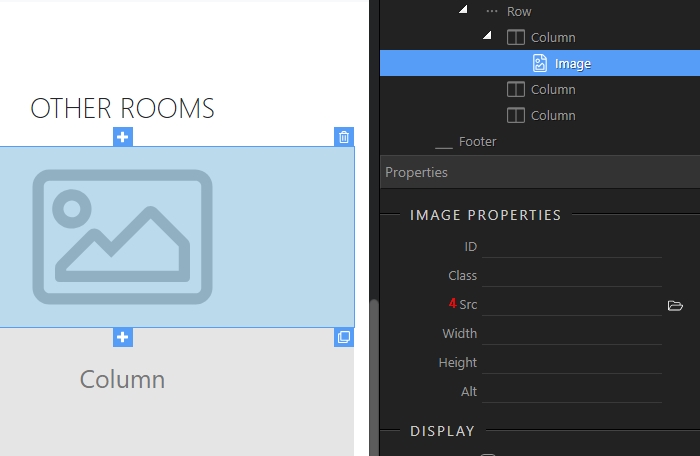 Row
Column
Image
Column
Column
Footer
Properties
IMAGE PROPERTIES
ID
Class
4 Src
Width
Height
Alt
DISPLAY
OTHER ROOMS
Column